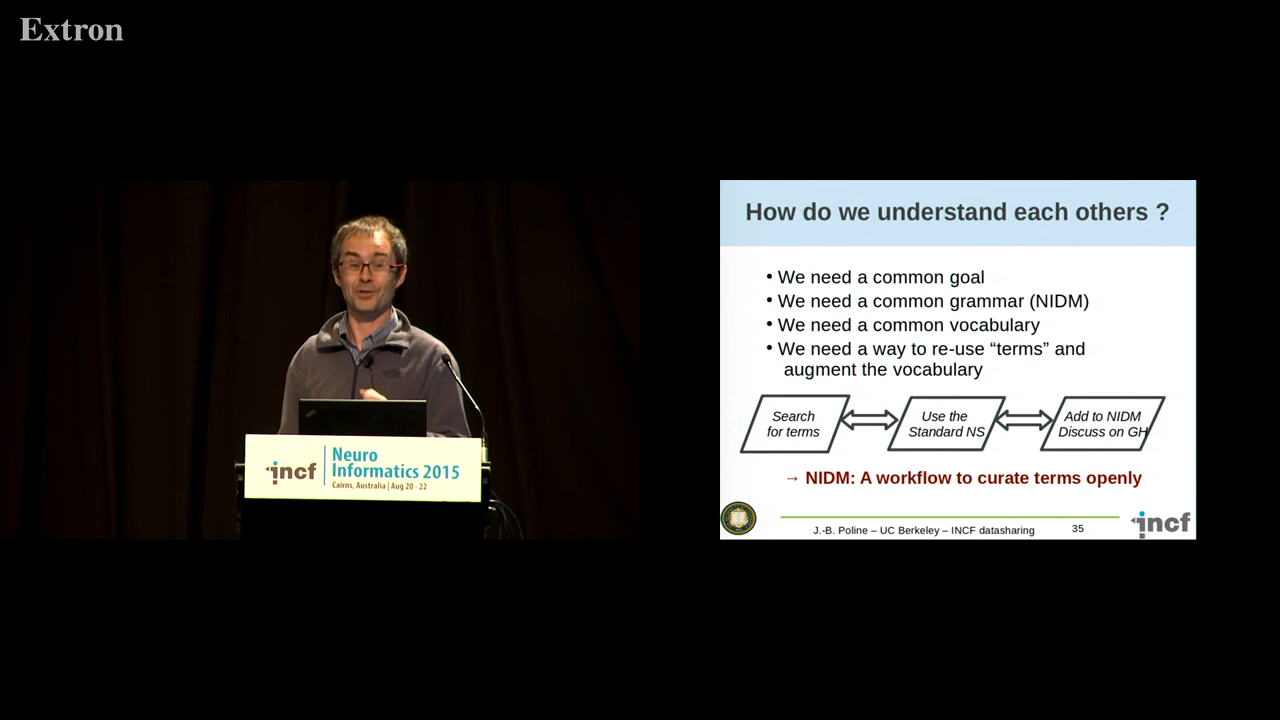 Extron
incf
Neuro
Informatics 2015
Cairns, Australia | Aug 20 - 22
How do we understand each others ?
• We need a common goal
• We need a common grammar (NIDM)
• We need a common vocabulary
• We need a way to re-use “terms” and
augment the vocabulary
Search
for terms
Use the
Standard NS
Add to NIDM
Discuss on GH
→ NIDM: A workflow to curate terms openly
J.-B. Poline – UC Berkeley – INCF datasharing
35
incf